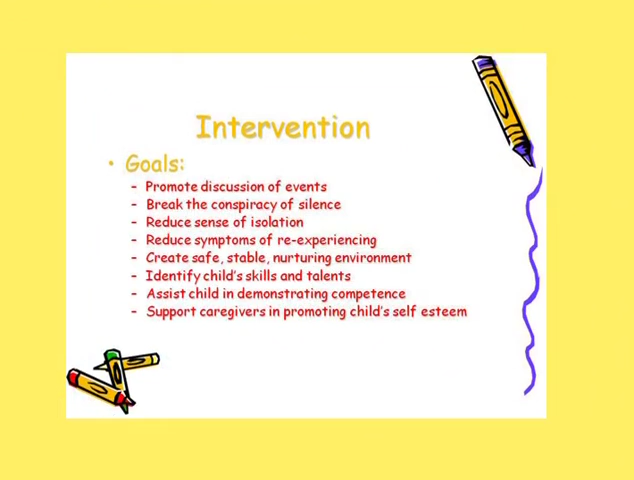 Intervention
• Goals:
– Promote discussion of events
– Break the conspiracy of silence
– Reduce sense of isolation
– Reduce symptoms of re-experiencing
– Create safe, stable, nurturing environment
– Identify child's skills and talents
– Assist child in demonstrating competence
– Support caregivers in promoting child's self esteem